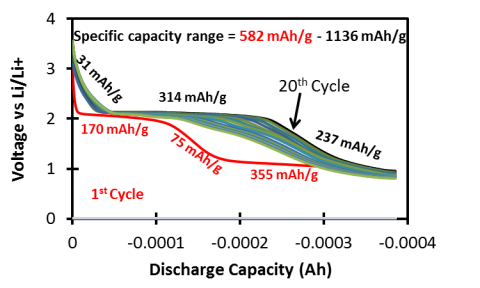 Specific capacity range = 582 mAh/g - 1136 mAh/g
4
3
2
1
0
Voltage vs Li/Li+
31 mAh/g
314 mAh/g
20th Cycle
237 mAh/g
170 mAh/g
75 mAh/g
355 mAh/g
1st Cycle
0
-0.0001
-0.0002
-0.0003
-0.0004
Discharge Capacity (Ah)